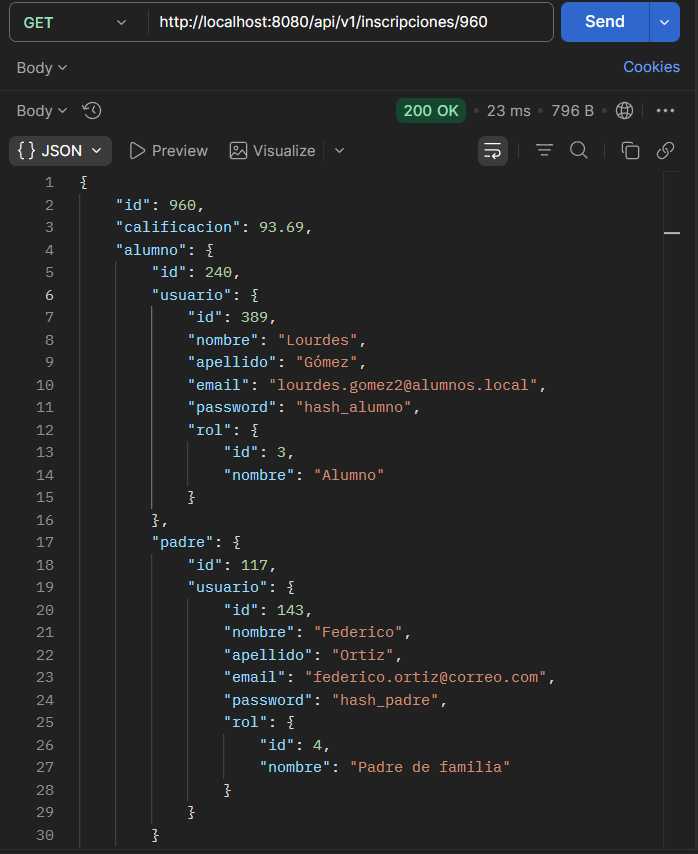 GET http://localhost:8080/api/v1/inscripciones/960 Send
Body Cookies
Body 200 OK • 23 ms • 796 B •
{} JSON Preview Visualize
1 {
2 "id": 960,
3 "calificacion": 93.69,
4 "alumno": {
5 "id": 240,
6 "usuario": {
7 "id": 389,
8 "nombre": "Lourdes",
9 "apellido": "Gómez",
10 "email": "lourdes.gomez2@alumnos.local",
11 "password": "hash_alumno",
12 "rol": {
13 "id": 3,
14 "nombre": "Alumno"
15 }
16 },
17 "padre": {
18 "id": 117,
19 "usuario": {
20 "id": 143,
21 "nombre": "Federico",
22 "apellido": "Ortiz",
23 "email": "federico.ortiz@correo.com",
24 "password": "hash_padre",
25 "rol": {
26 "id": 4,
27 "nombre": "Padre de familia"
28 }
29 }
30 }